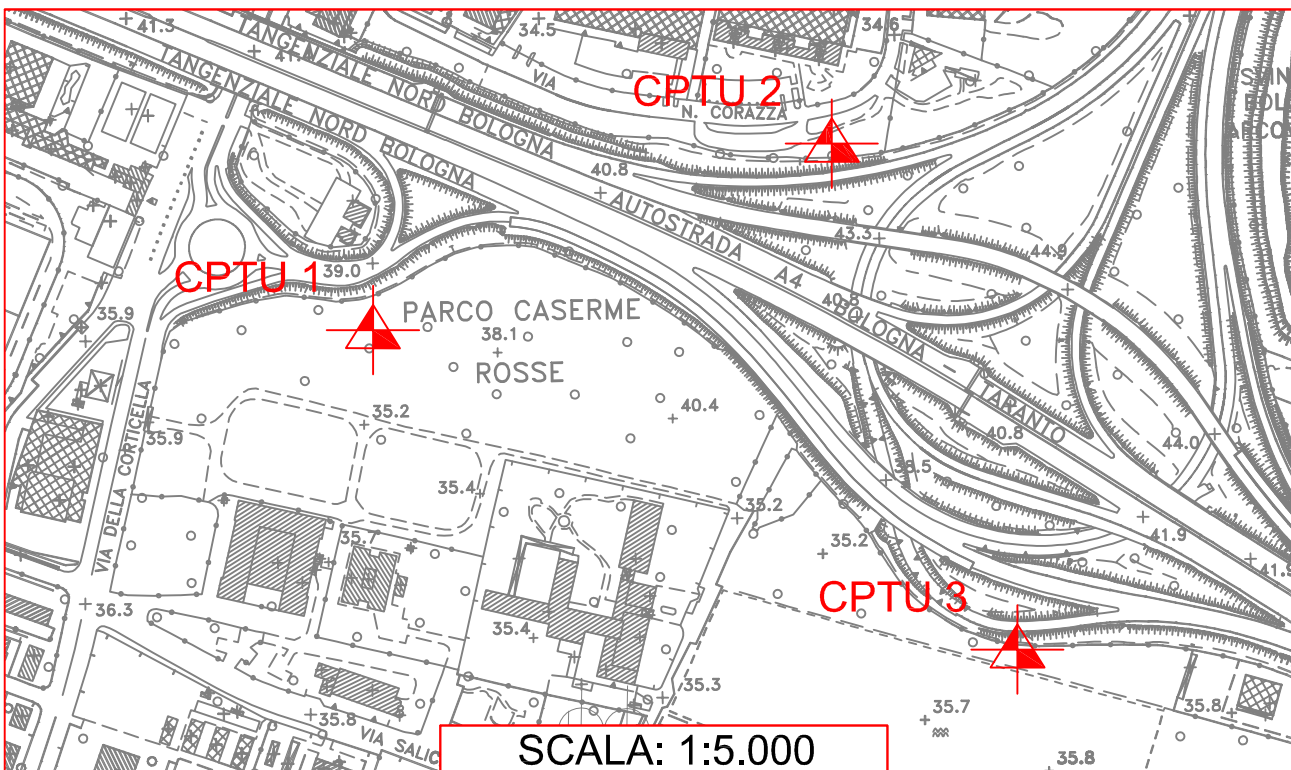 41.3
34.5
34.6
TANGENZIALE NORD BOLOGNA
TANGENZIALE NORD BOLOGNA
VIA
N. CORAZZA
CPTU 2
40.8
AUTOSTRADA A4 BOLOGNA - TARANTO
43.3
44.9
39.0
CPTU 1
40.8
35.9
PARCO CASERME
38.1
ROSSE
40.4
35.2
35.9
40.8
44.0
38.5
35.4
35.2
VIA DELLA CORTICELLA
35.7
35.2
41.9
41.9
CPTU 3
36.3
35.4
35.3
35.7
35.8
35.8
VIA SALIC
35.8
SCALA: 1:5.000